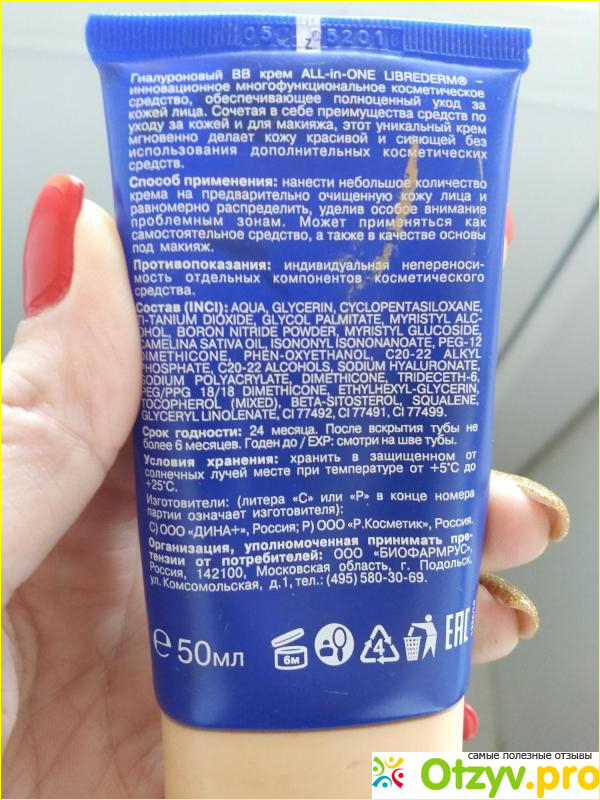 05 5201
Гиалуроновый BB крем ALL-in-ONE LIBREDERM® –
инновационное многофункциональное косметическое
средство, обеспечивающее полноценный уход за
кожей лица. Сочетая в себе преимущества средств по
уходу за кожей и для макияжа, этот уникальный крем
мгновенно делает кожу красивой и сияющей без
использования дополнительных косметических
средств.
Способ применения: нанести небольшое количество
крема на предварительно очищенную кожу лица и
равномерно распределить, уделив особое внимание
проблемным зонам. Может применяться как
самостоятельное средство, а также в качестве основы
под макияж.
Противопоказания: индивидуальная непереноси-
мость отдельных компонентов косметического
средства.
Состав (INCI): AQUA, GLYCERIN, CYCLOPENTASILOXANE,
TI-TANIUM DIOXIDE, GLYCOL PALMITATE, MYRISTYL ALC-
OHOL, BORON NITRIDE POWDER, MYRISTYL GLUCOSIDE,
CAMELINA SATIVA OIL, ISONONYL ISONONANOATE, PEG-12
DIMETHICONE, PHEN-OXYETHANOL, C20-22 ALKYL
PHOSPHATE, C20-22 ALCOHOLS, SODIUM HYALURONATE,
SODIUM POLYACRYLATE, DIMETHICONE, TRIDECETH-6,
PEG/PPG 18/18 DIMETHICONE, ETHYLHEXYL-GLYCERIN,
TOCOPHEROL (MIXED), BETA-SITOSTEROL, SQUALENE,
GLYCERYL LINOLENATE, CI 77492, CI 77491, CI 77499.
Срок годности: 24 месяца. После вскрытия тубы не
более 6 месяцев. Годен до / EXP: смотри на шве тубы.
Условия хранения: хранить в защищенном от
солнечных лучей месте при температуре от +5°С до
+25°С.
Изготовители: (литера «С» или «Р» в конце номера
партии означает изготовителя):
С) ООО «ДИНА+», Россия; Р) ООО «Р.Косметик», Россия.
Организация, уполномоченная принимать пре-
тензии от потребителей: ООО «БИОФАРМРУС»,
Россия, 142100, Московская область, г. Подольск,
ул. Комсомольская, д.1, тел.: (495) 580-30-69.
℮ 50мл 6м 4 EAC
самые полезные отзывы
Otzyv.pro